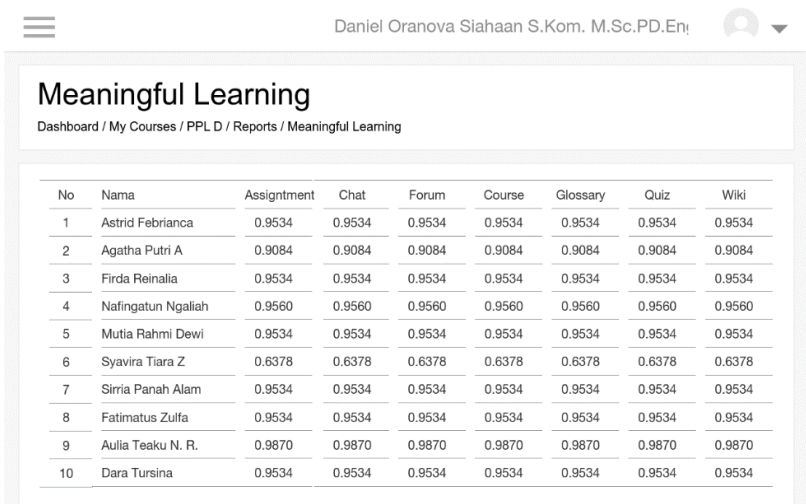 Daniel Oranova Siahaan S.Kom. M.Sc.PD.Eng
Meaningful Learning
Dashboard / My Courses / PPL D / Reports / Meaningful Learning
No Nama Assigntment Chat Forum Course Glossary Quiz Wiki
1 Astrid Febrianca 0.9534 0.9534 0.9534 0.9534 0.9534 0.9534 0.9534
2 Agatha Putri A 0.9084 0.9084 0.9084 0.9084 0.9084 0.9084 0.9084
3 Firda Reinalia 0.9534 0.9534 0.9534 0.9534 0.9534 0.9534 0.9534
4 Nafingatun Ngaliah 0.9560 0.9560 0.9560 0.9560 0.9560 0.9560 0.9560
5 Mutia Rahmi Dewi 0.9534 0.9534 0.9534 0.9534 0.9534 0.9534 0.9534
6 Syavira Tiara Z 0.6378 0.6378 0.6378 0.6378 0.6378 0.6378 0.6378
7 Sirria Panah Alam 0.9534 0.9534 0.9534 0.9534 0.9534 0.9534 0.9534
8 Fatimatus Zulfa 0.9534 0.9534 0.9534 0.9534 0.9534 0.9534 0.9534
9 Aulia Teaku N. R. 0.9870 0.9870 0.9870 0.9870 0.9870 0.9870 0.9870
10 Dara Tursina 0.9534 0.9534 0.9534 0.9534 0.9534 0.9534 0.9534